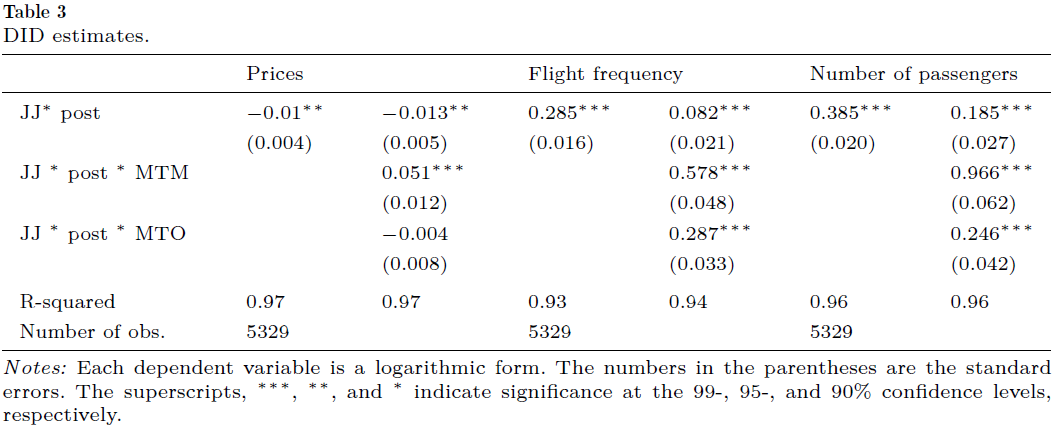 Table 3
DID estimates.
Prices Flight frequency Number of passengers
JJ* post −0.01** −0.013** 0.285*** 0.082*** 0.385*** 0.185***
(0.004) (0.005) (0.016) (0.021) (0.020) (0.027)
JJ * post * MTM 0.051*** 0.578*** 0.966***
(0.012) (0.048) (0.062)
JJ * post * MTO −0.004 0.287*** 0.246***
(0.008) (0.033) (0.042)
R-squared 0.97 0.97 0.93 0.94 0.96 0.96
Number of obs. 5329 5329 5329
Notes: Each dependent variable is a logarithmic form. The numbers in the parentheses are the standard
errors. The superscripts, ***, **, and * indicate significance at the 99-, 95-, and 90% confidence levels,
respectively.